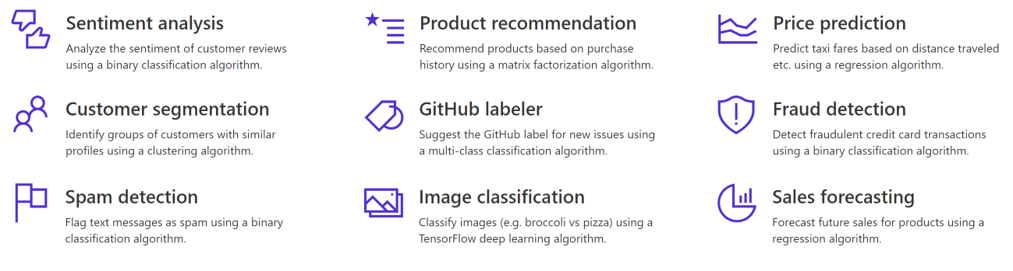 Sentiment analysis
Analyze the sentiment of customer reviews
using a binary classification algorithm.
Product recommendation
Recommend products based on purchase
history using a matrix factorization algorithm.
Price prediction
Predict taxi fares based on distance traveled
etc. using a regression algorithm.
Customer segmentation
Identify groups of customers with similar
profiles using a clustering algorithm.
GitHub labeler
Suggest the GitHub label for new issues using
a multi-class classification algorithm.
Fraud detection
Detect fraudulent credit card transactions
using a binary classification algorithm.
Spam detection
Flag text messages as spam using a binary
classification algorithm.
Image classification
Classify images (e.g. broccoli vs pizza) using a
TensorFlow deep learning algorithm.
Sales forecasting
Forecast future sales for products using a
regression algorithm.